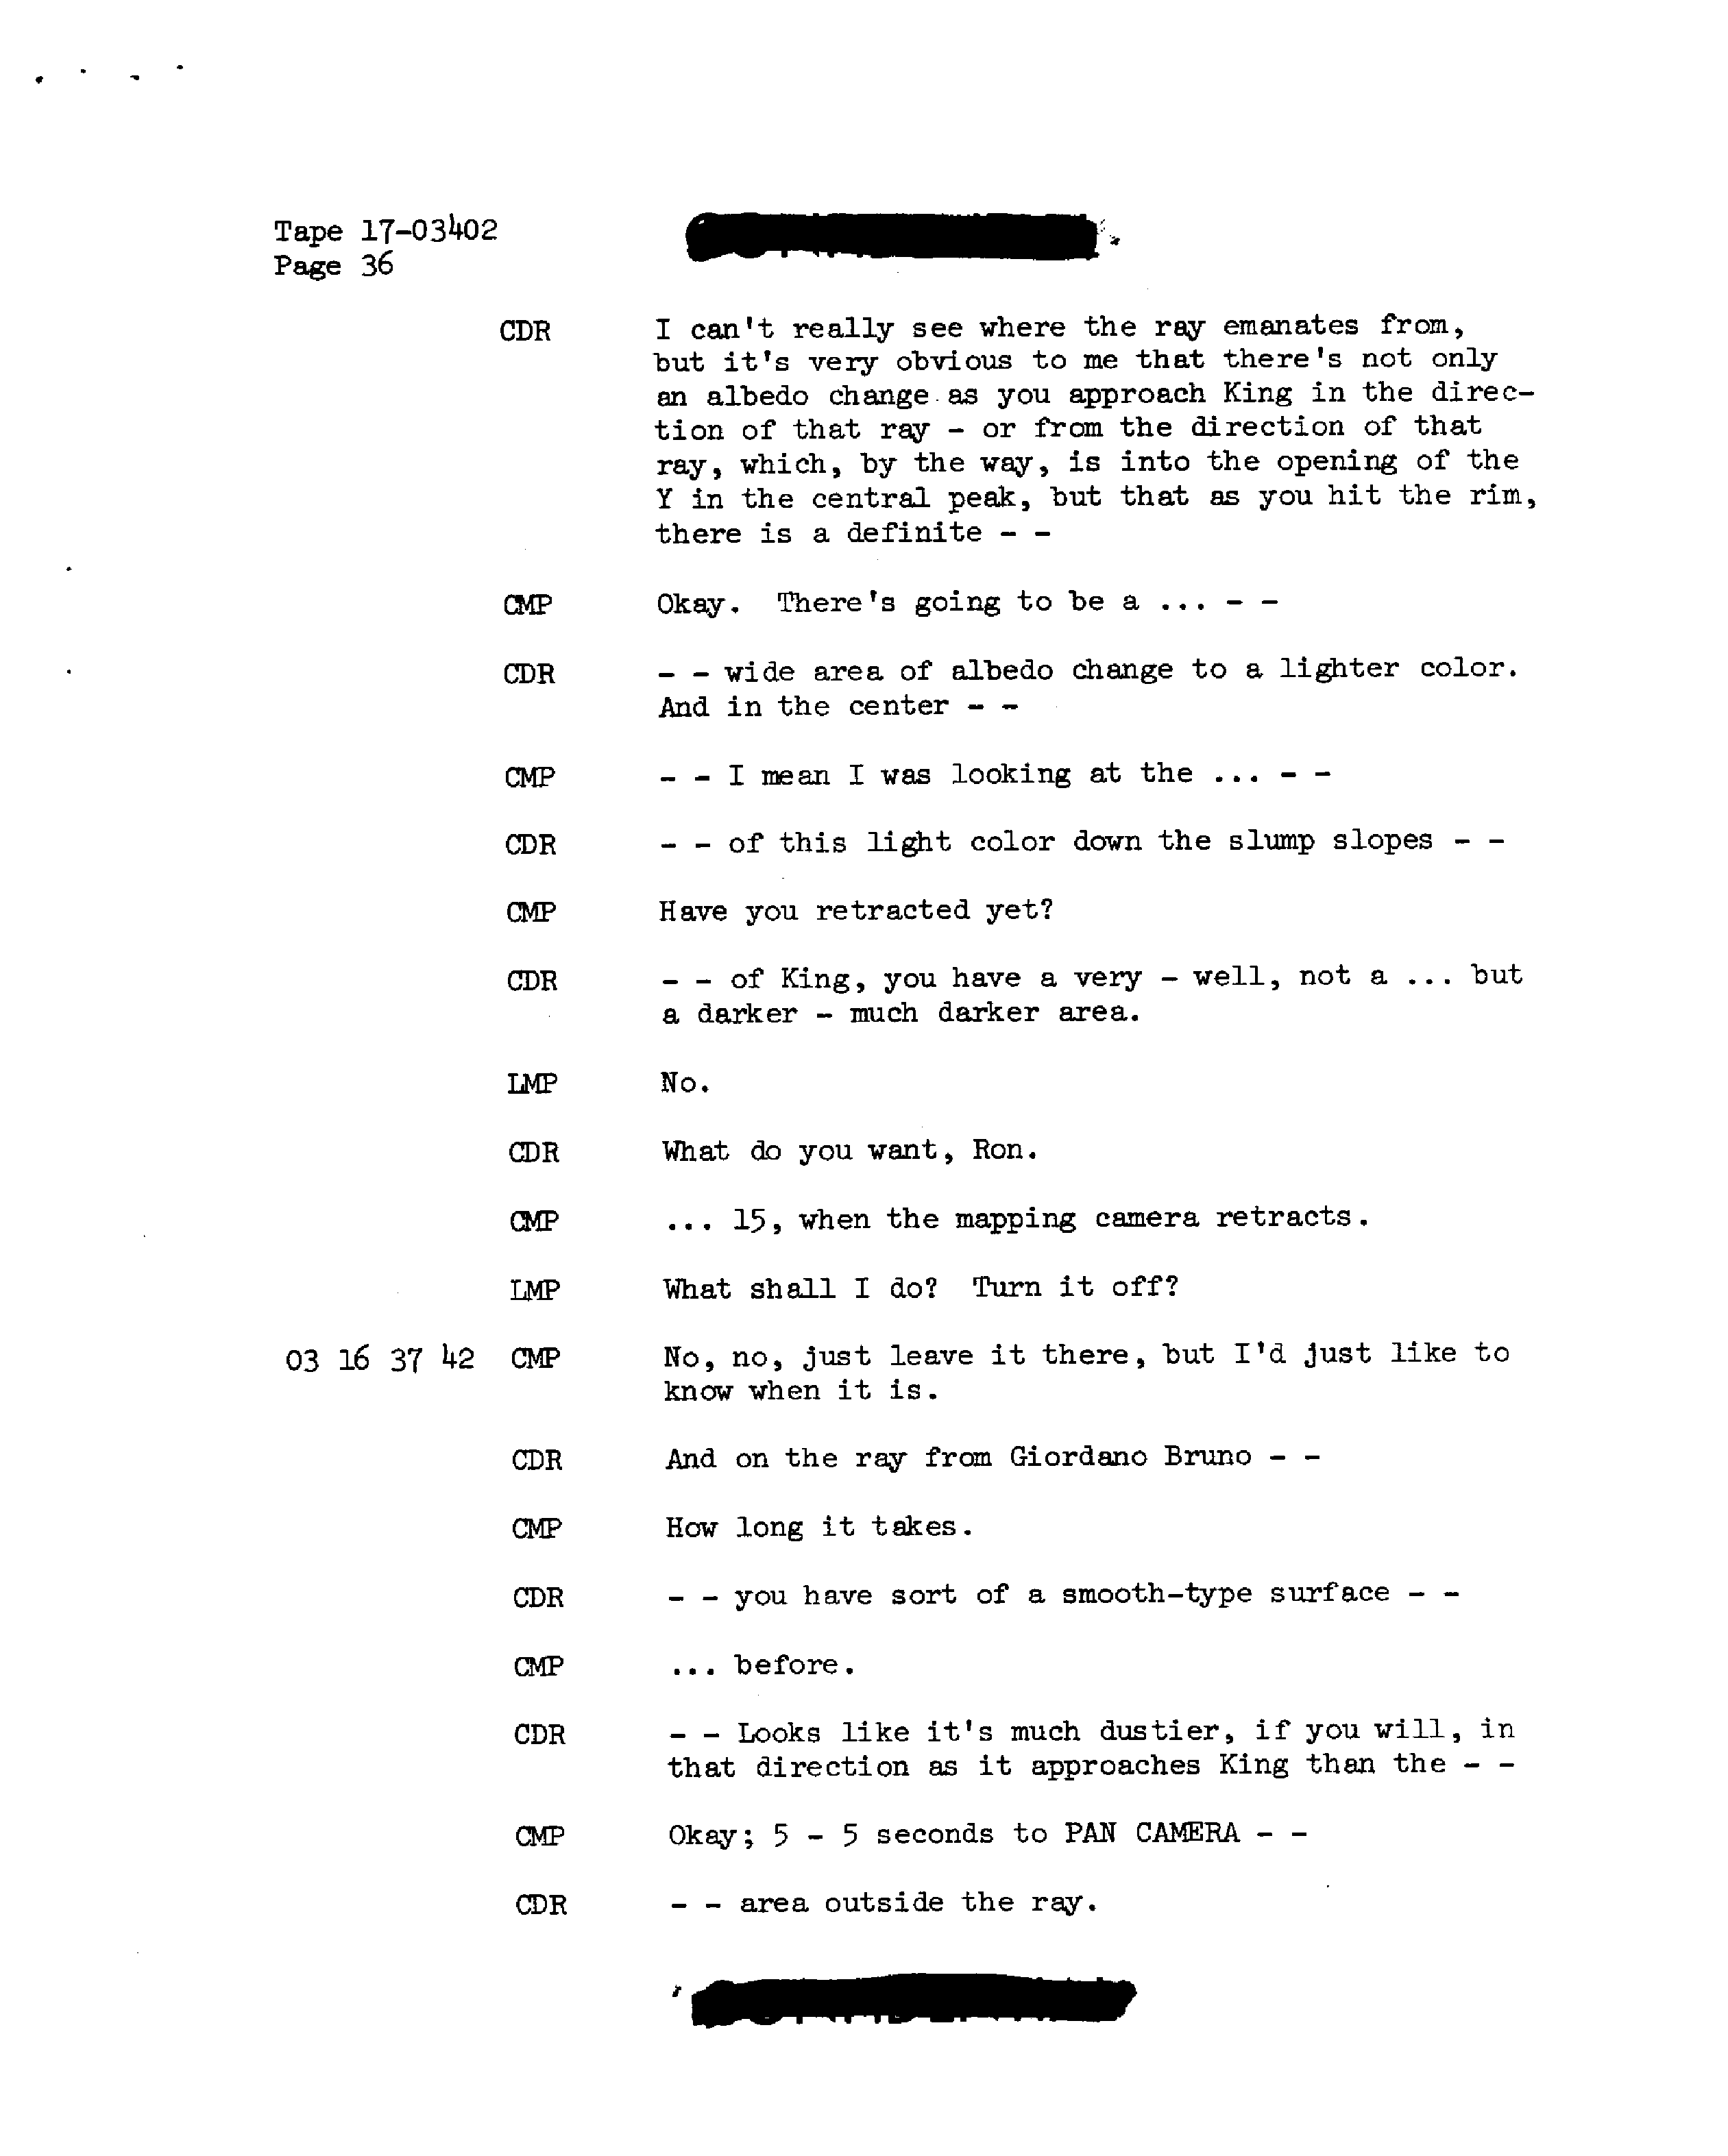 Tape 17-03402
Page 36
CDR I can't really see where the ray emanates from,
but it's very obvious to me that there's not only
an albedo change as you approach King in the direc-
tion of that ray - or from the direction of that
ray, which, by the way, is into the opening of the
Y in the central peak, but that as you hit the rim,
there is a definite - -
CMP Okay. There's going to be a ... - -
CDR - - wide area of albedo change to a lighter color.
And in the center - -
CMP - - I mean I was looking at the ... - -
CDR - - of this light color down the slump slopes - -
CMP Have you retracted yet?
CDR - - of King, you have a very - well, not a ... but
a darker - much darker area.
LMP No.
CDR What do you want, Ron.
CMP ... 15, when the mapping camera retracts.
LMP What shall I do? Turn it off?
03 16 37 42 CMP No, no, just leave it there, but I'd just like to
know when it is.
CDR And on the ray from Giordano Bruno - -
CMP How long it takes.
CDR - - you have sort of a smooth-type surface - -
CMP ... before.
CDR - - Looks like it's much dustier, if you will, in
that direction as it approaches King than the - -
CMP Okay; 5 - 5 seconds to PAN CAMERA - -
CDR - - area outside the ray.